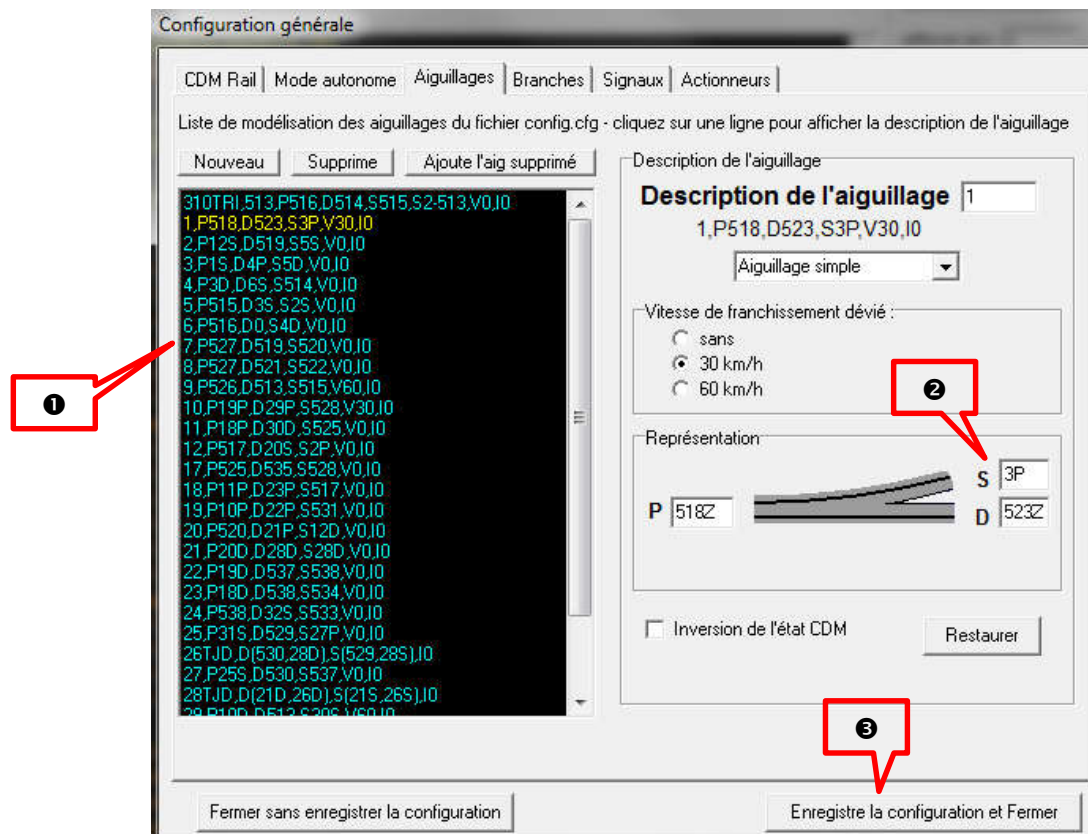 Configuration générale
CDM Rail Mode autonome Aiguillages Branches Signaux Actionneurs
Liste de modélisation des aiguillages du fichier config.cfg - cliquez sur une ligne pour afficher la description de l'aiguillage
Nouveau Supprime Ajoute l'aig supprimé
310TRI,513,P516,D514,S515,S2-513,V0,I0
1,P518,D523,S3P,V30,I0
2,P12S,D519,S5S,V0,I0
3,P1S,D4P,S5D,V0,I0
4,P3D,D6S,S514,V0,I0
5,P515,D3S,S2S,V0,I0
6,P516,D0,S4D,V0,I0
7,P527,D519,S520,V0,I0
8,P527,D521,S522,V0,I0
9,P526,D513,S515,V60,I0
10,P19P,D29P,S528,V30,I0
11,P18P,D30D,S525,V0,I0
12,P517,D20S,S2P,V0,I0
17,P525,D535,S528,V0,I0
18,P11P,D23P,S517,V0,I0
19,P10P,D22P,S531,V0,I0
20,P520,D21P,S12D,V0,I0
21,P20D,D28D,S28D,V0,I0
22,P19D,D537,S538,V0,I0
23,P18D,D538,S534,V0,I0
24,P538,D32S,S533,V0,I0
25,P31S,D529,S27P,V0,I0
26TJD,D(530,28D),S(529,28S),I0
27,P25S,D530,S537,V0,I0
28TJD,D(21D,26D),S(21S,26S),I0
29,P10D,D513,S30S,V60,I0
❶
Description de l'aiguillage
Description de l'aiguillage 1
1,P518,D523,S3P,V30,I0
Aiguillage simple
Vitesse de franchissement dévié :
sans
30 km/h
60 km/h
❷
Représentation
S 3P
P 518Z
D 523Z
Inversion de l'état CDM
Restaurer
❸
Fermer sans enregistrer la configuration
Enregistre la configuration et Fermer